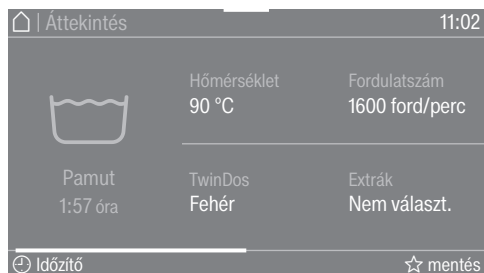 | Áttekintés 11:02
Hőmérséklet Fordulatszám
90 °C 1600 ford/perc
Pamut TwinDos Extrák
1:57 óra Fehér Nem választ.
Időzítő mentés